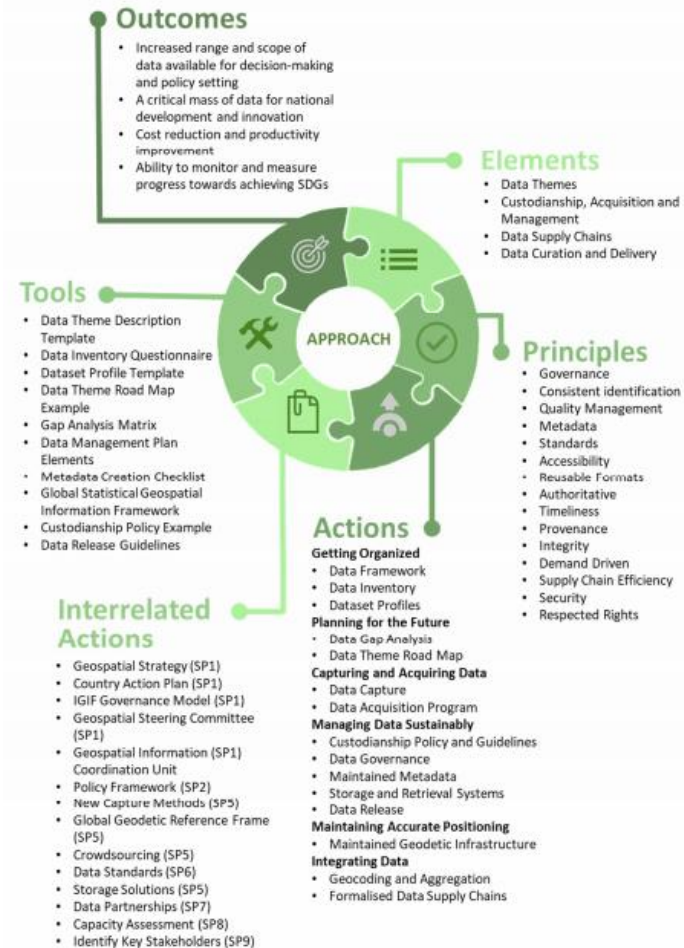 Outcomes
• Increased range and scope of
data available for decision-making
and policy setting
• A critical mass of data for national
development and innovation
• Cost reduction and productivity
improvement
• Ability to monitor and measure
progress towards achieving SDGs
Elements
• Data Themes
• Custodianship, Acquisition and
Management
• Data Supply Chains
• Data Curation and Delivery
Tools
• Data Theme Description
Template
• Data Inventory Questionnaire
• Dataset Profile Template
• Data Theme Road Map
Example
• Gap Analysis Matrix
• Data Management Plan
Elements
• Metadata Creation Checklist
• Global Statistical Geospatial
Information Framework
• Custodianship Policy Example
• Data Release Guidelines
APPROACH
Principles
• Governance
• Consistent identification
• Quality Management
• Metadata
• Standards
• Accessibility
• Reusable Formats
• Authoritative
• Timeliness
• Provenance
• Integrity
• Demand Driven
• Supply Chain Efficiency
• Security
• Respected Rights
Actions
Getting Organized
• Data Framework
• Data Inventory
• Dataset Profiles
Planning for the Future
• Data Gap Analysis
• Data Theme Road Map
Capturing and Acquiring Data
• Data Capture
• Data Acquisition Program
Managing Data Sustainably
• Custodianship Policy and Guidelines
• Data Governance
• Maintained Metadata
• Storage and Retrieval Systems
• Data Release
Maintaining Accurate Positioning
• Maintained Geodetic Infrastructure
Integrating Data
• Geocoding and Aggregation
• Formalised Data Supply Chains
Interrelated
Actions
• Geospatial Strategy (SP1)
• Country Action Plan (SP1)
• IGIF Governance Model (SP1)
• Geospatial Steering Committee
(SP1)
• Geospatial Information (SP1)
Coordination Unit
• Policy Framework (SP2)
• New Capture Methods (SP5)
• Global Geodetic Reference Frame
(SP5)
• Crowdsourcing (SP5)
• Data Standards (SP6)
• Storage Solutions (SP5)
• Data Partnerships (SP7)
• Capacity Assessment (SP8)
• Identify Key Stakeholders (SP9)